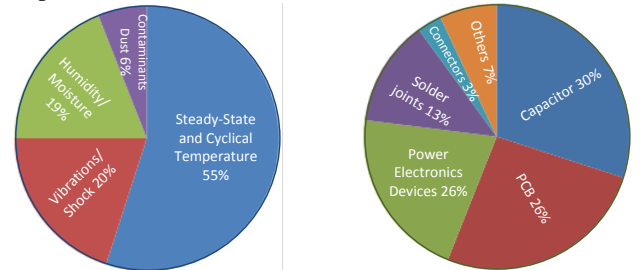 Contaminants
Dust 6%
Humidity/
Moisture
19%
Steady-State
and Cyclical
Temperature
55%
Vibrations/
Shock 20%
Others 7%
Connectors 3%
Solder
joints 13%
Capacitor 30%
Power
Electronics
Devices 26%
PCB 26%